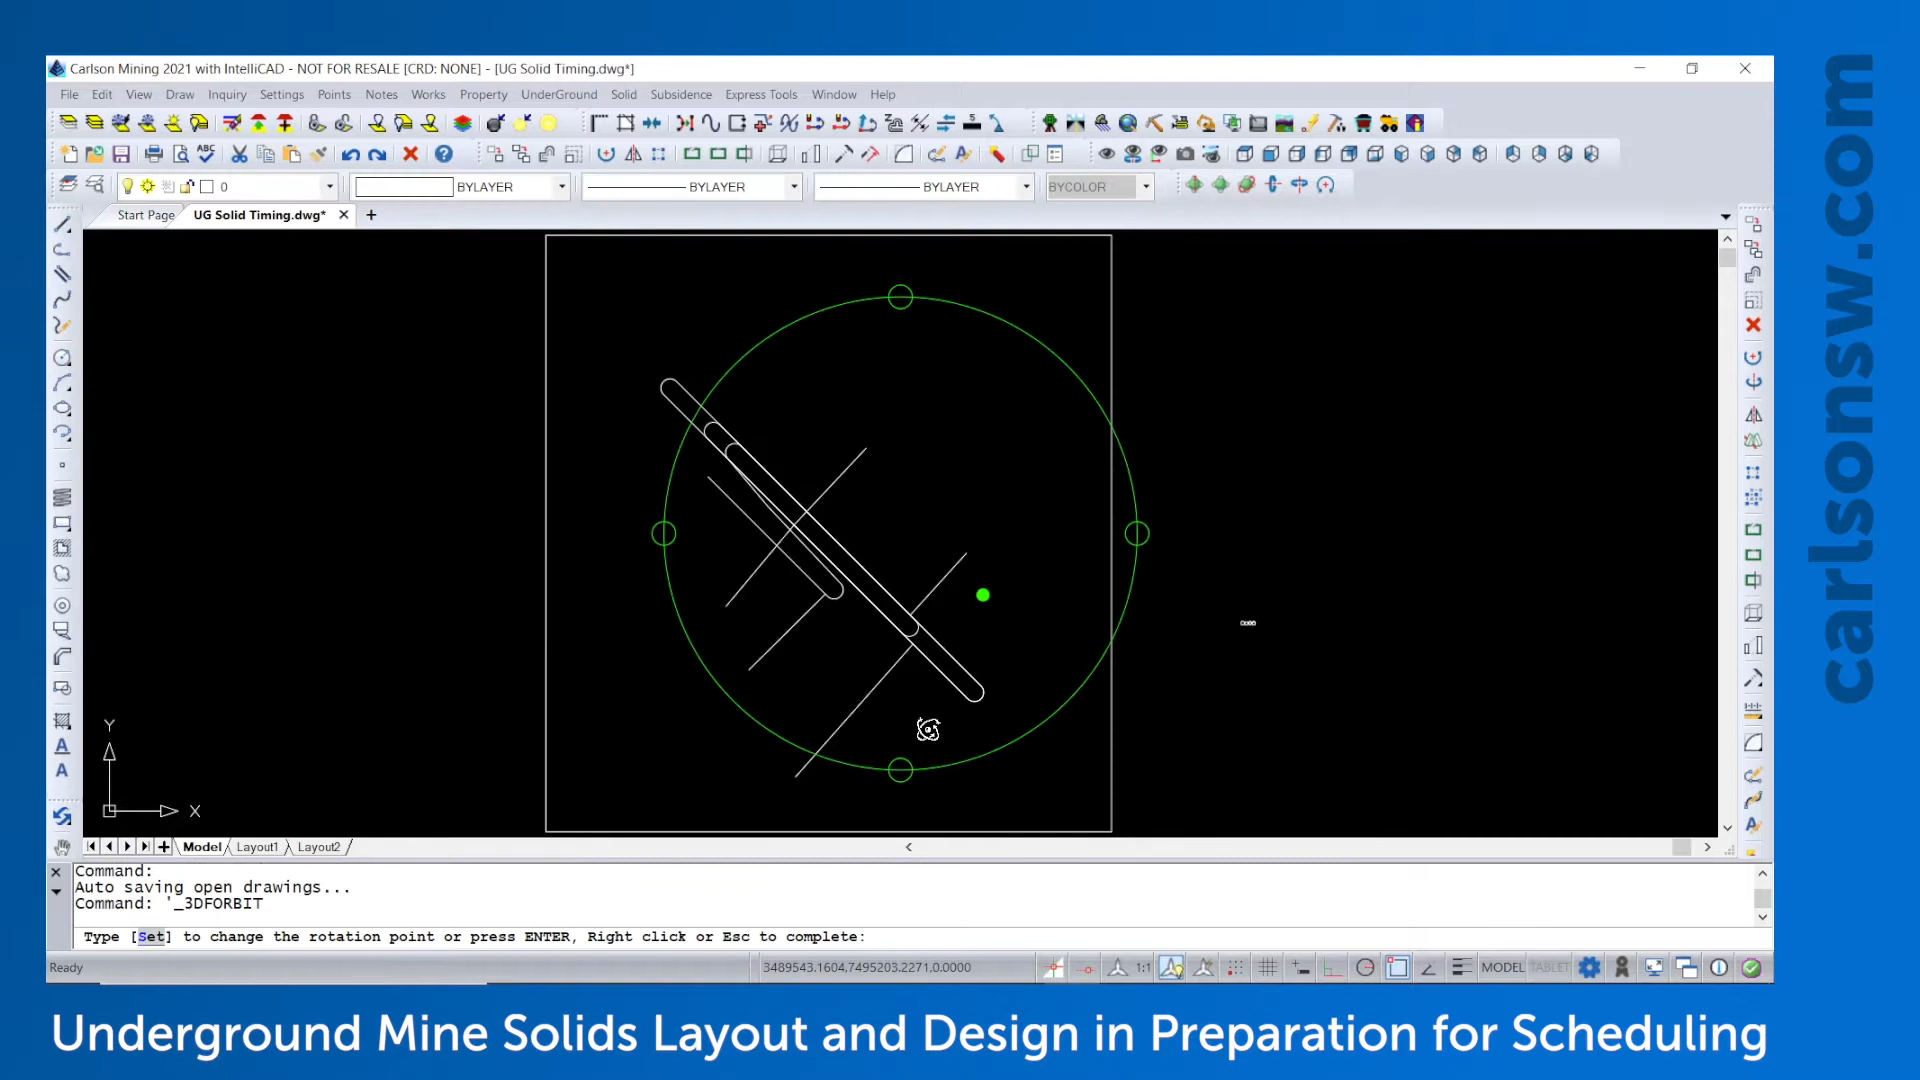 Carlson Mining 2021 with IntelliCAD - NOT FOR RESALE [CRD: NONE] - [UG Solid Timing.dwg*]
File Edit View Draw Inquiry Settings Points Notes Works Property UnderGround Solid Subsidence Express Tools Window Help
ABC
0 BYLAYER BYLAYER BYLAYER BYCOLOR
Start Page UG Solid Timing.dwg*
Y
X
Model Layout1 Layout2
Command:
Auto saving open drawings...
Command: '_3DFORBIT
Type [Set] to change the rotation point or press ENTER, Right click or Esc to complete:
Ready 3489543.1604,7495203.2271,0.0000 1:1 MODEL TABLET
Underground Mine Solids Layout and Design in Preparation for Scheduling
carlsonsw.com